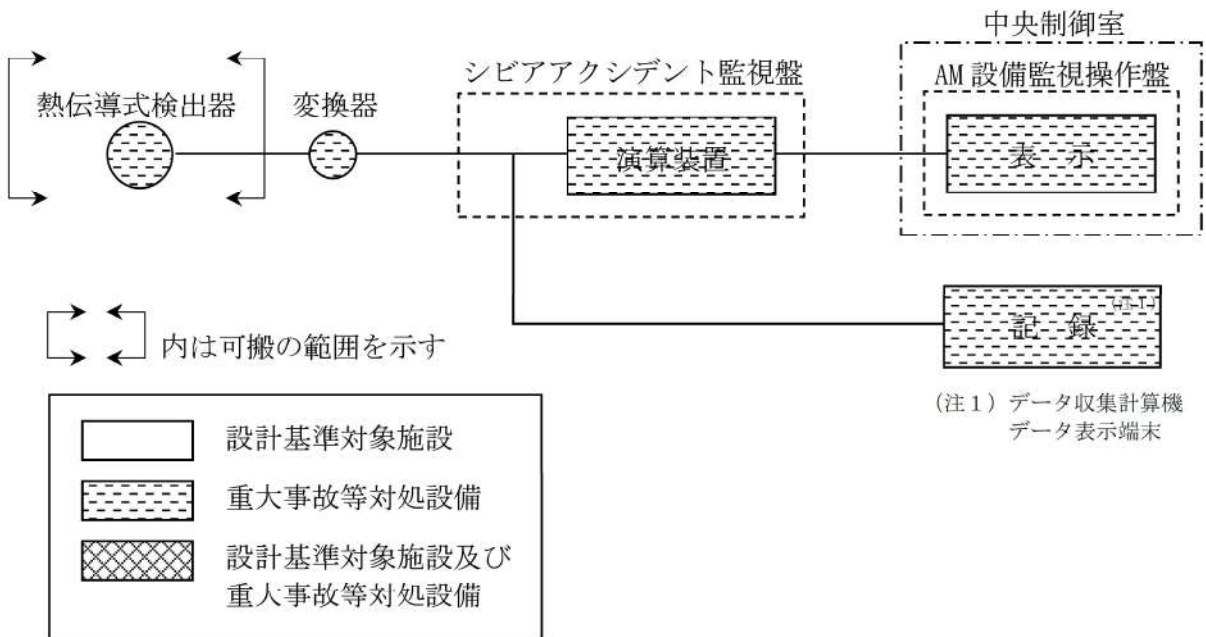 中央制御室
シビアアクシデント監視盤
AM設備監視操作盤
熱伝導式検出器
変換器
演算装置
表 示
(注1)
記 録
内は可搬の範囲を示す
(注1)データ収集計算機
データ表示端末
設計基準対象施設
重大事故等対処設備
設計基準対象施設及び
重大事故等対処設備